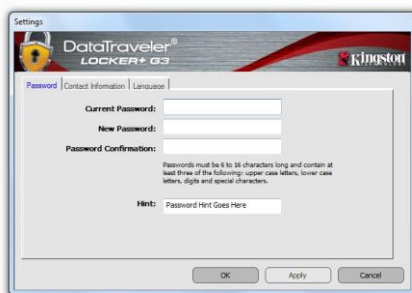 Settings
DataTraveler®
LOCKER+ G3
Kingston
Password
Contact Information
Language
Current Password:
New Password:
Password Confirmation:
Passwords must be 6 to 16 characters long and contain at
least three of the following: upper case letters, lower case
letters, digits and special characters.
Hint: Password Hint Goes Here
OK
Apply
Cancel